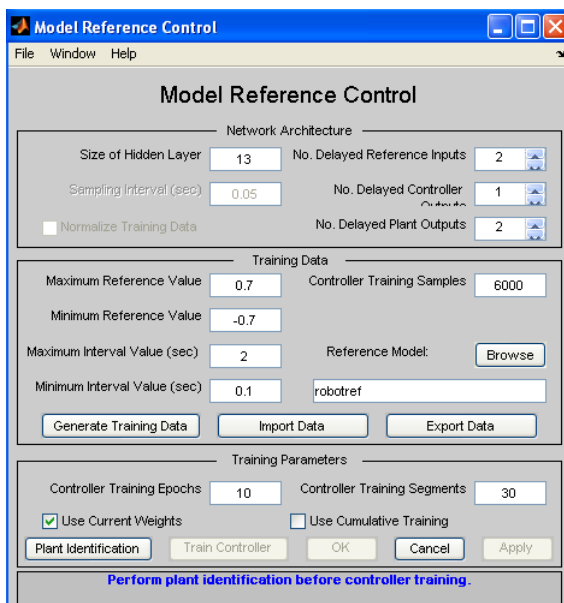 Model Reference Control
File Window Help
Model Reference Control
Network Architecture
Size of Hidden Layer 13 No. Delayed Reference Inputs 2
Sampling Interval (sec) 0.05 No. Delayed Controller 1
Outputs
Normalize Training Data No. Delayed Plant Outputs 2
Training Data
Maximum Reference Value 0.7 Controller Training Samples 6000
Minimum Reference Value -0.7
Maximum Interval Value (sec) 2 Reference Model: Browse
Minimum Interval Value (sec) 0.1 robotref
Generate Training Data Import Data Export Data
Training Parameters
Controller Training Epochs 10 Controller Training Segments 30
Use Current Weights Use Cumulative Training
Plant Identification Train Controller OK Cancel Apply
Perform plant identification before controller training.